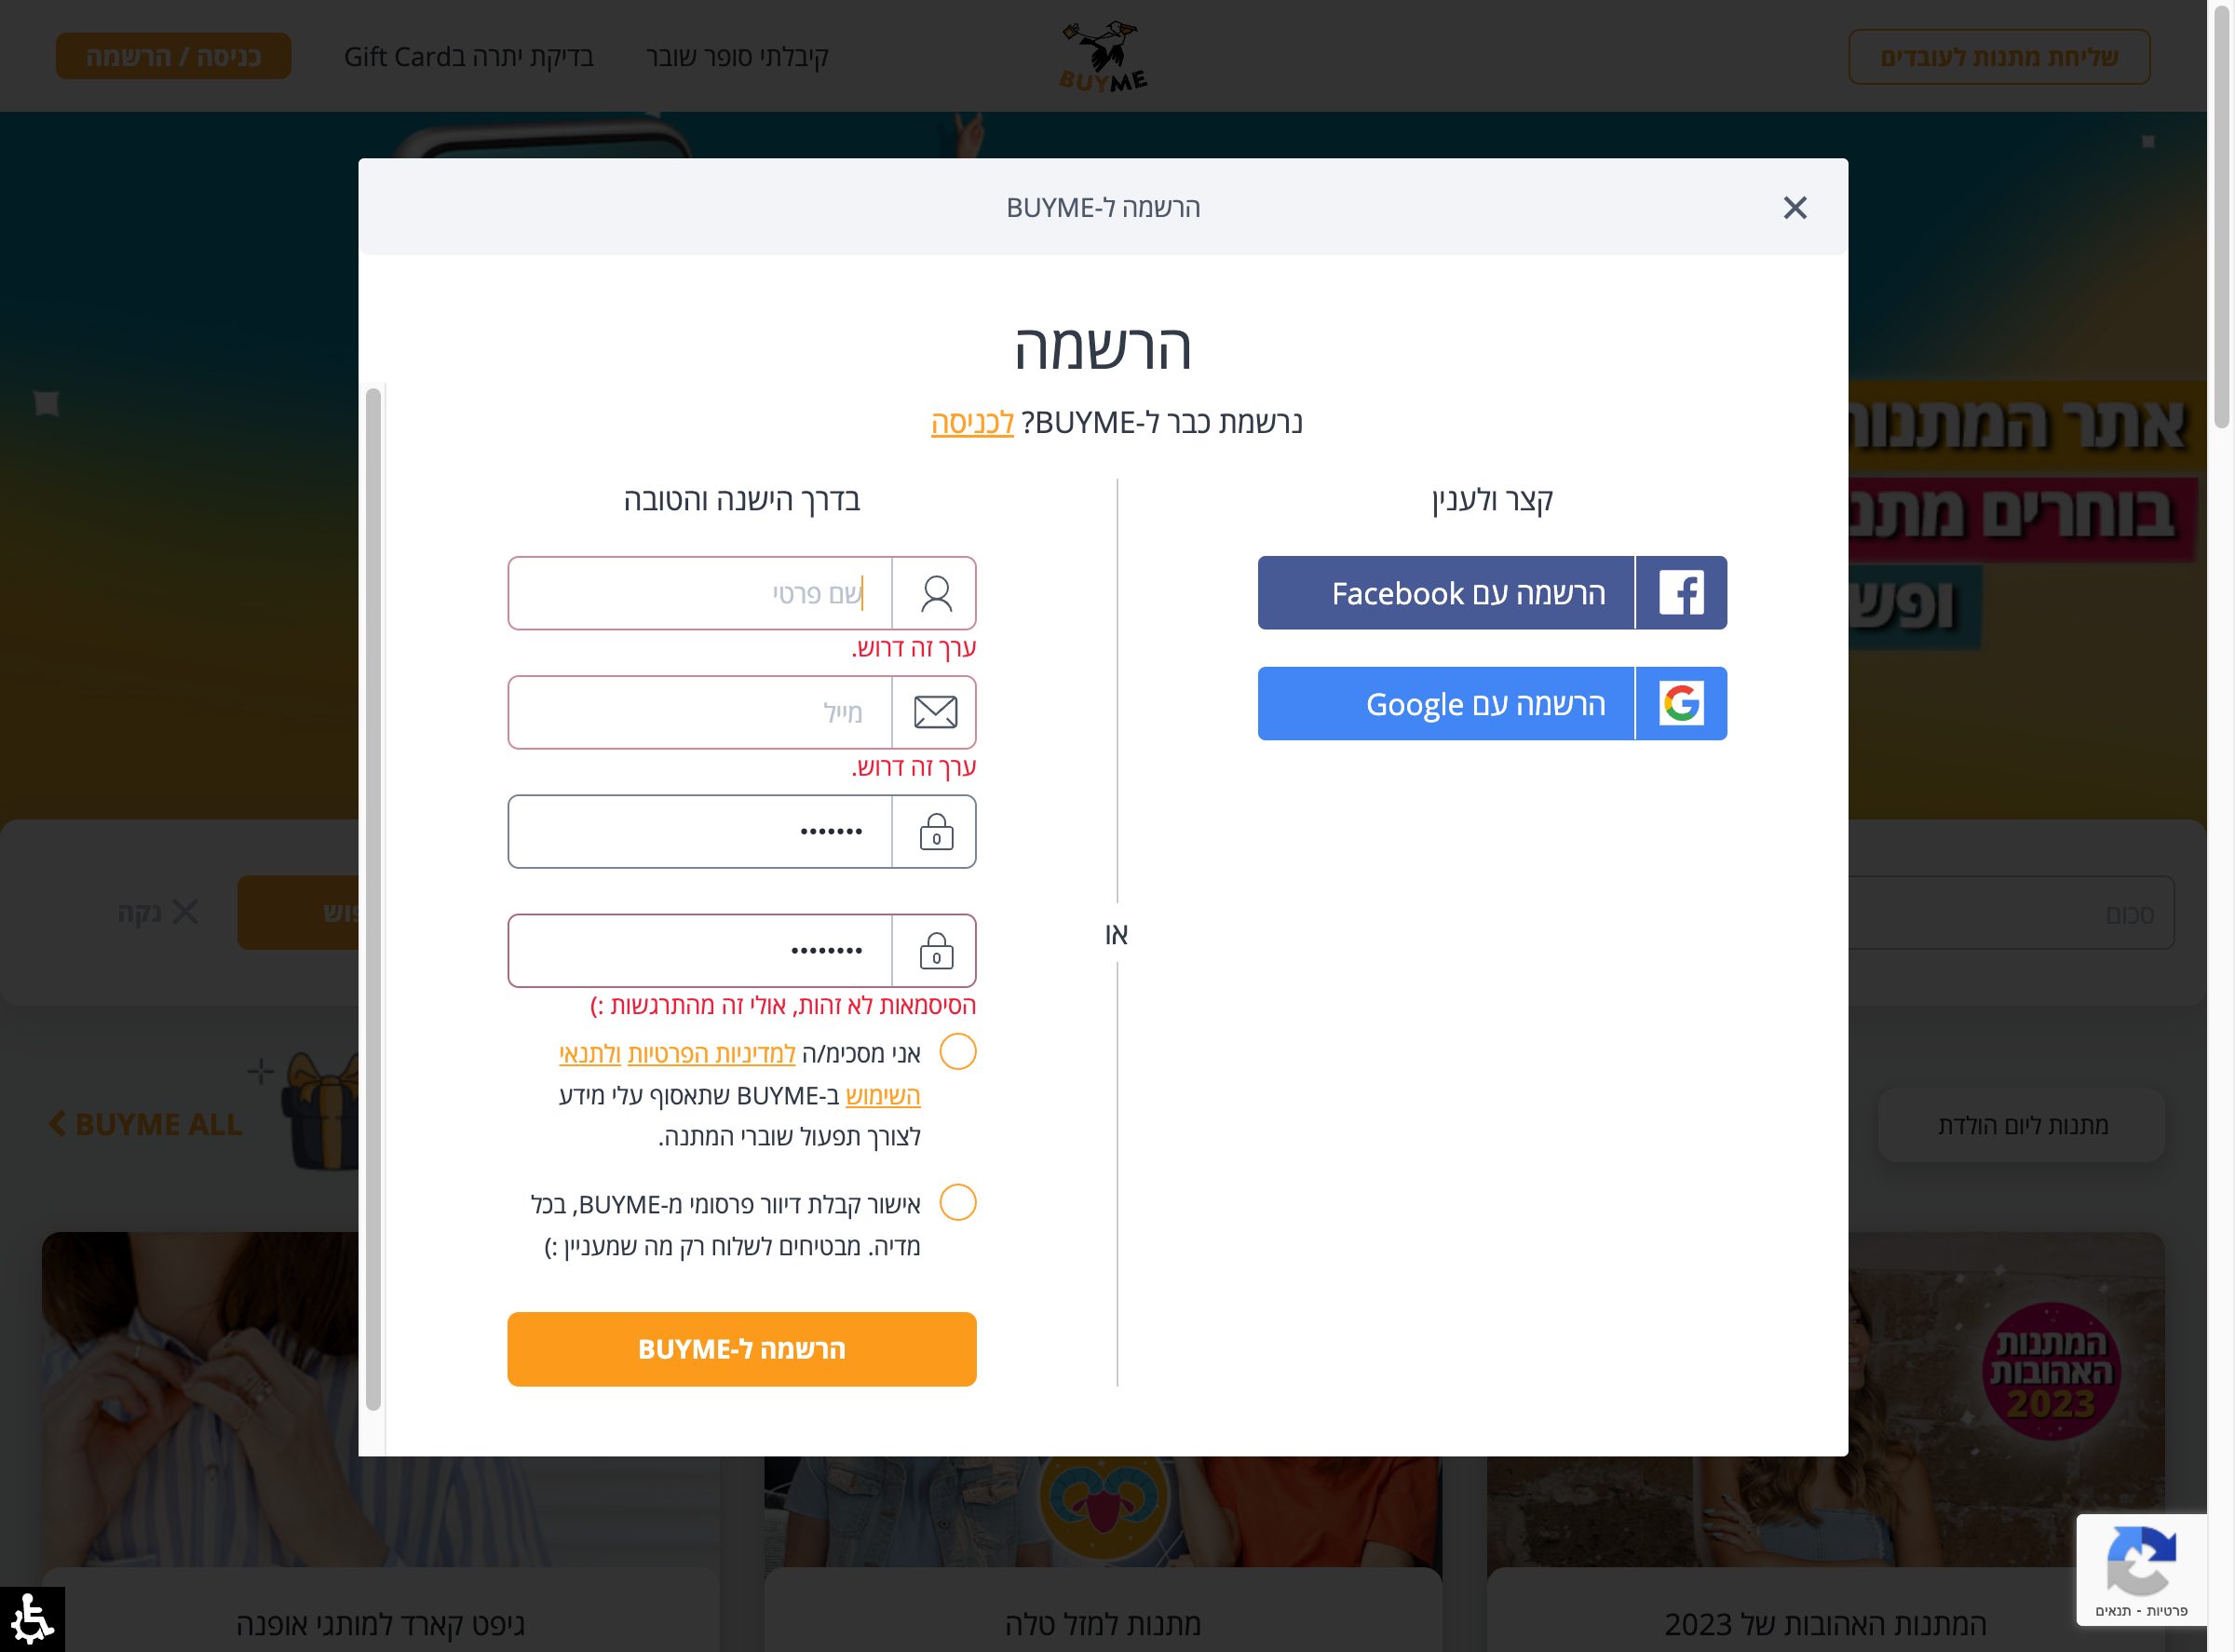 שליחת מתנות לעובדים
BUYME
קיבלתי סופר שובר
בדיקת יתרה בGift Card
כניסה / הרשמה
הרשמה ל-BUYME
הרשמה
נרשמת כבר ל-BUYME? לכניסה
קצר ולענין
הרשמה עם Facebook
הרשמה עם Google
או
בדרך הישנה והטובה
שם פרטי
ערך זה דרוש.
מייל
ערך זה דרוש.
•••••••
••••••••
הסיסמאות לא זהות, אולי זה מהתרגשות :)
אני מסכימ/ה למדיניות הפרטיות ולתנאי
השימוש ב-BUYME שתאסוף עלי מידע
לצורך תפעול שוברי המתנה.
אישור קבלת דיוור פרסומי מ-BUYME, בכל
מדיה. מבטיחים לשלוח רק מה שמעניין :)
הרשמה ל-BUYME
אתר המתנות
בוחרים
סכום
נקה
מתנות ליום הולדת
BUYME ALL
המתנות
האהובות
2023
המתנות האהובות של 2023
מתנות למזל טלה
גיפט קארד למותגי אופנה
פרטיות - תנאים